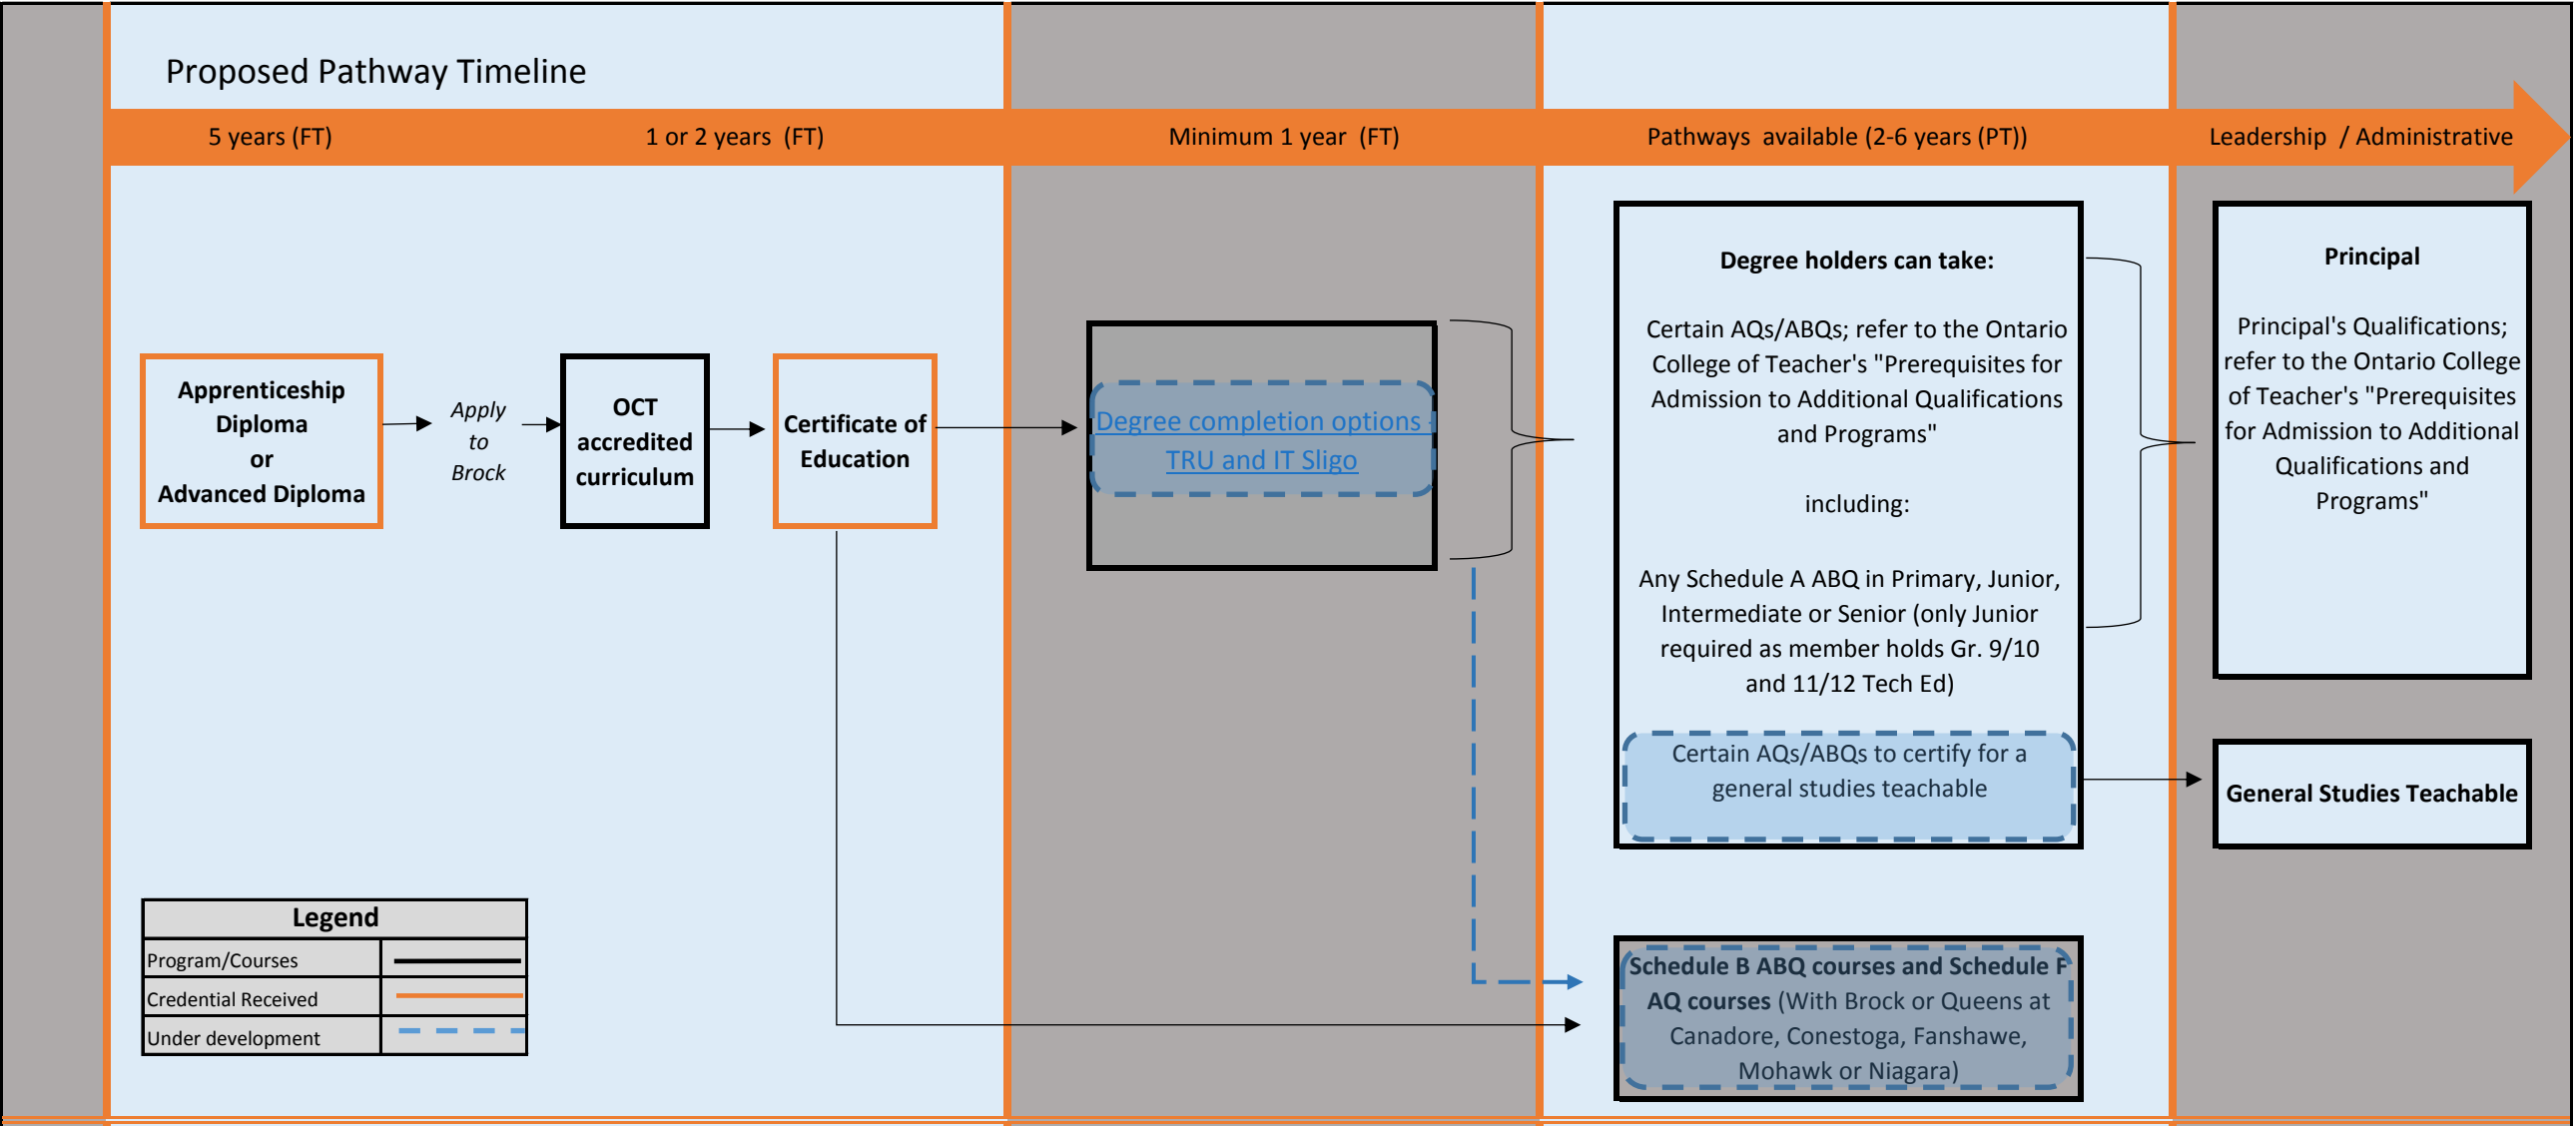 Proposed Pathway Timeline
5 years (FT)
1 or 2 years (FT)
Minimum 1 year (FT)
Pathways available (2-6 years (PT))
Leadership / Administrative
Apprenticeship
Diploma
or
Advanced Diploma
Apply
to
Brock
OCT
accredited
curriculum
Certificate of
Education
Degree completion options -
TRU and IT Sligo
Degree holders can take:
Certain AQs/ABQs; refer to the Ontario
College of Teacher's "Prerequisites for
Admission to Additional Qualifications
and Programs"
including:
Any Schedule A ABQ in Primary, Junior,
Intermediate or Senior (only Junior
required as member holds Gr. 9/10
and 11/12 Tech Ed)
Certain AQs/ABQs to certify for a
general studies teachable
Principal
Principal's Qualifications;
refer to the Ontario College
of Teacher's "Prerequisites
for Admission to Additional
Qualifications and
Programs"
General Studies Teachable
Schedule B ABQ courses and Schedule F
AQ courses (With Brock or Queens at
Canadore, Conestoga, Fanshawe,
Mohawk or Niagara)
Legend
Program/Courses
Credential Received
Under development